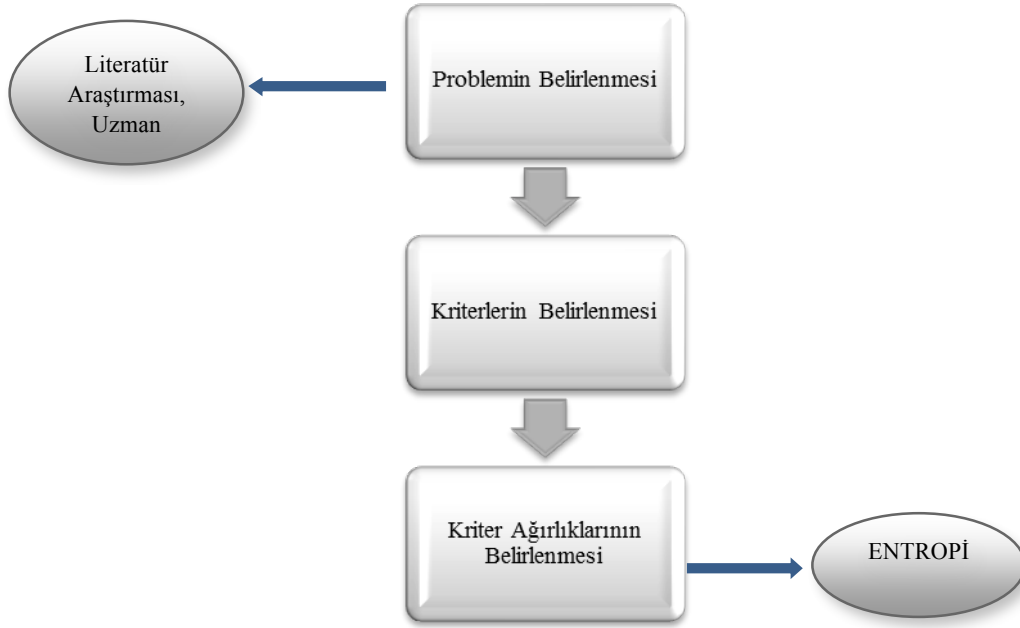 Literatür
Araştırması,
Uzman
Problemin Belirlenmesi
Kriterlerin Belirlenmesi
Kriter Ağırlıklarının
Belirlenmesi
ENTROPİ